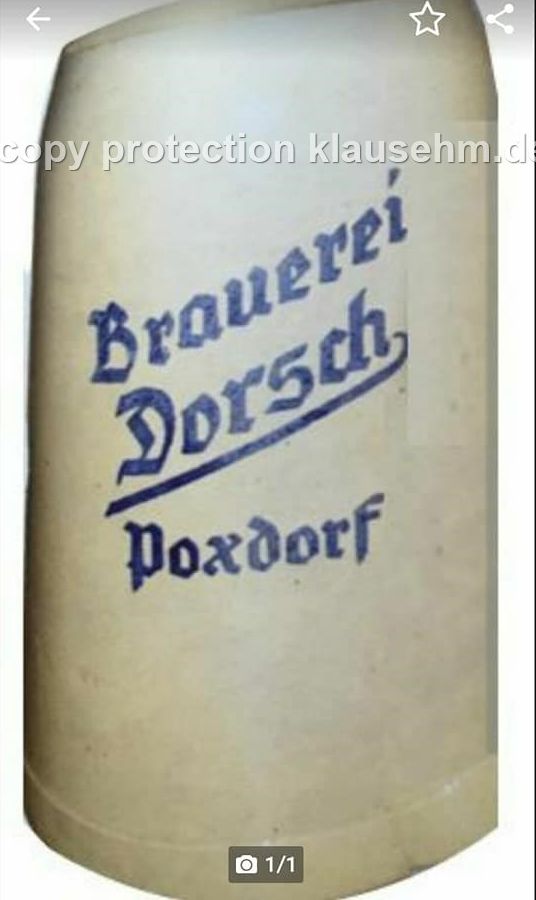 copy protection klausehm.de
Brauerei
Dorsch
Poxdorf
1/1